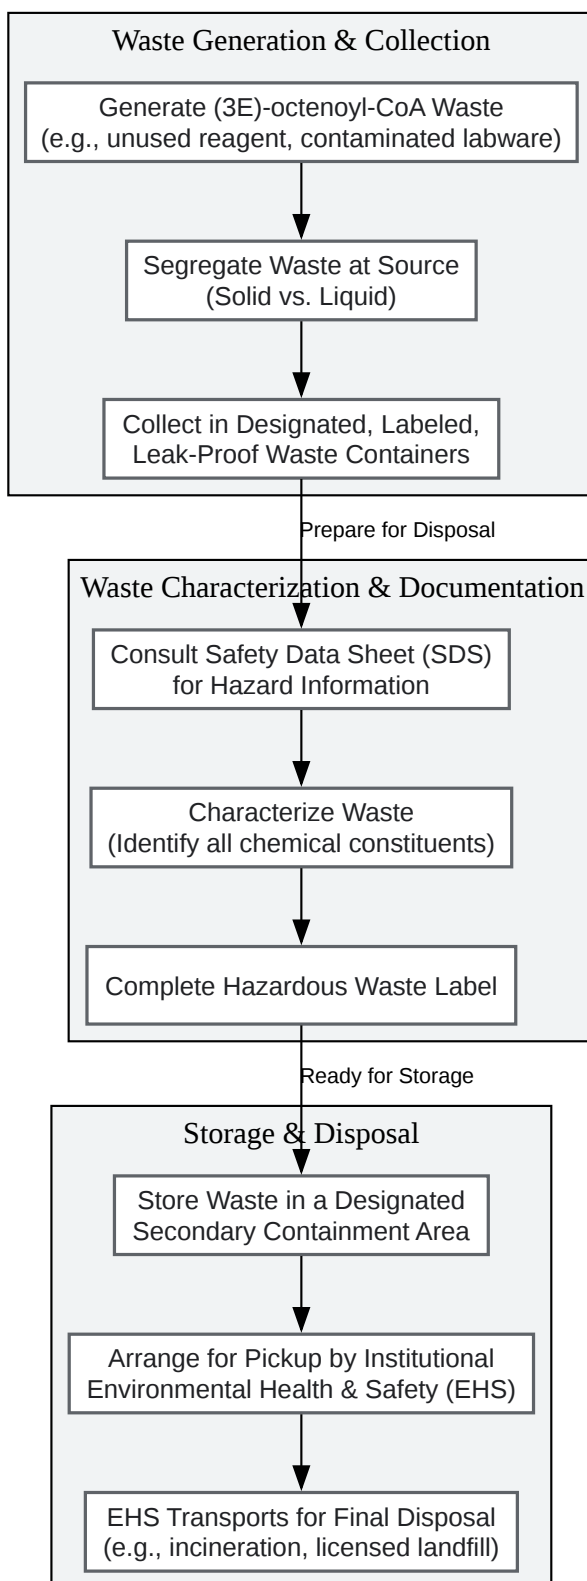 Waste Generation & Collection
Generate (3E)-octenoyl-CoA Waste
(e.g., unused reagent, contaminated labware)
Segregate Waste at Source
(Solid vs. Liquid)
Collect in Designated, Labeled,
Leak-Proof Waste Containers
Prepare for Disposal
Waste Characterization & Documentation
Consult Safety Data Sheet (SDS)
for Hazard Information
Characterize Waste
(Identify all chemical constituents)
Complete Hazardous Waste Label
Ready for Storage
Storage & Disposal
Store Waste in a Designated
Secondary Containment Area
Arrange for Pickup by Institutional
Environmental Health & Safety (EHS)
EHS Transports for Final Disposal
(e.g., incineration, licensed landfill)